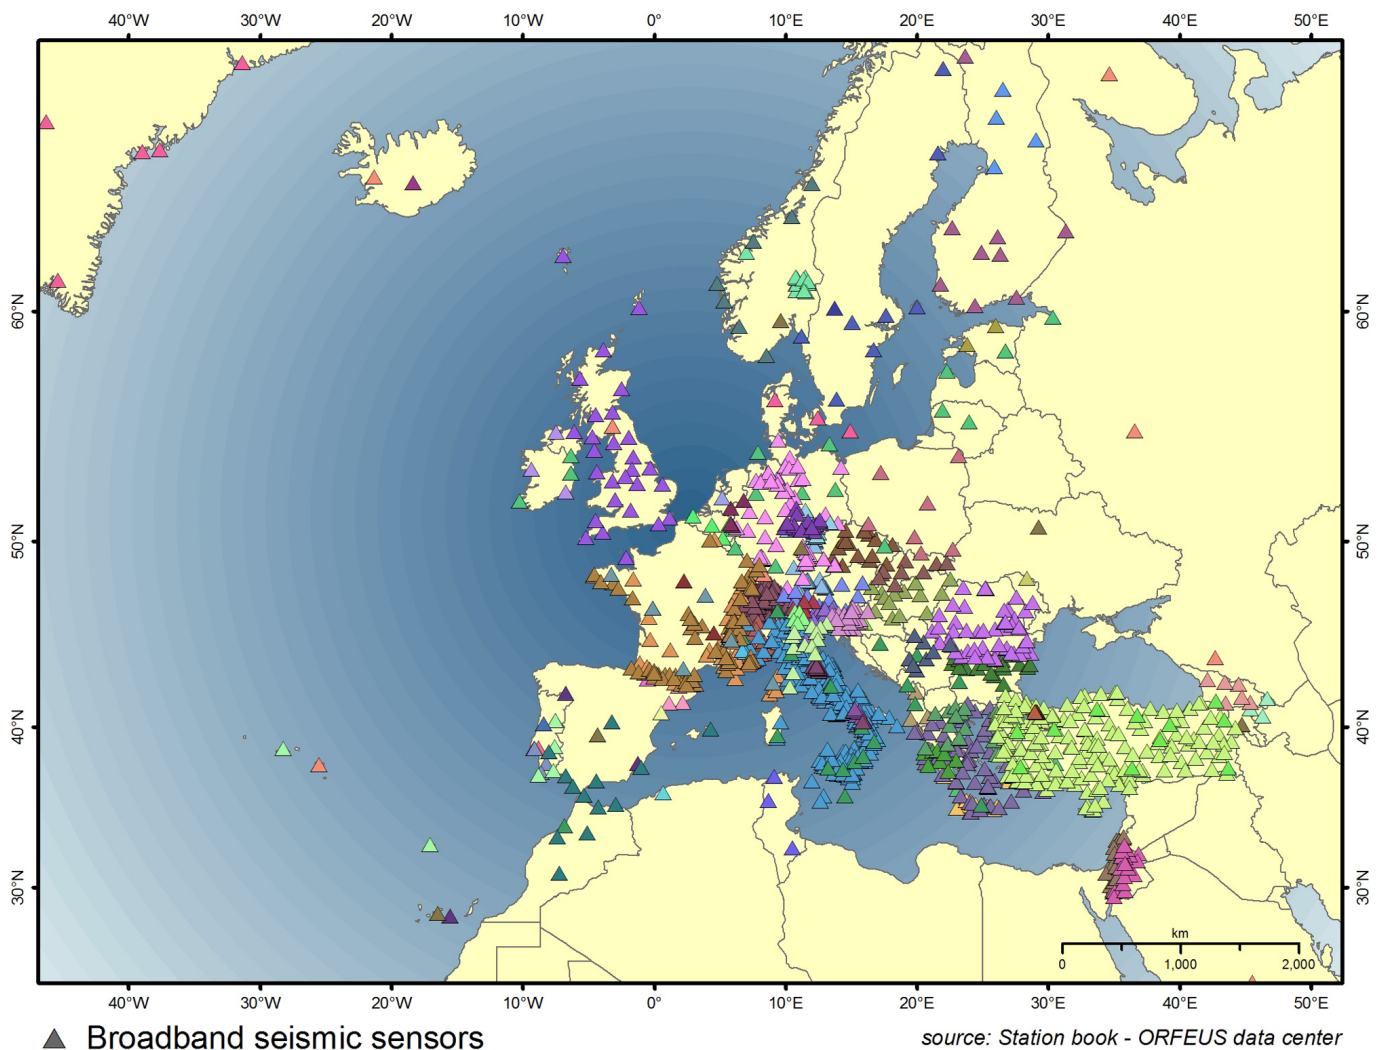 40°W 30°W 20°W 10°W 0° 10°E 20°E 30°E 40°E 50°E
60°N 60°N
50°N 50°N
40°N 40°N
30°N 30°N
km
0 1,000 2,000
40°W 30°W 20°W 10°W 0° 10°E 20°E 30°E 40°E 50°E
Broadband seismic sensors source: Station book - ORFEUS data center